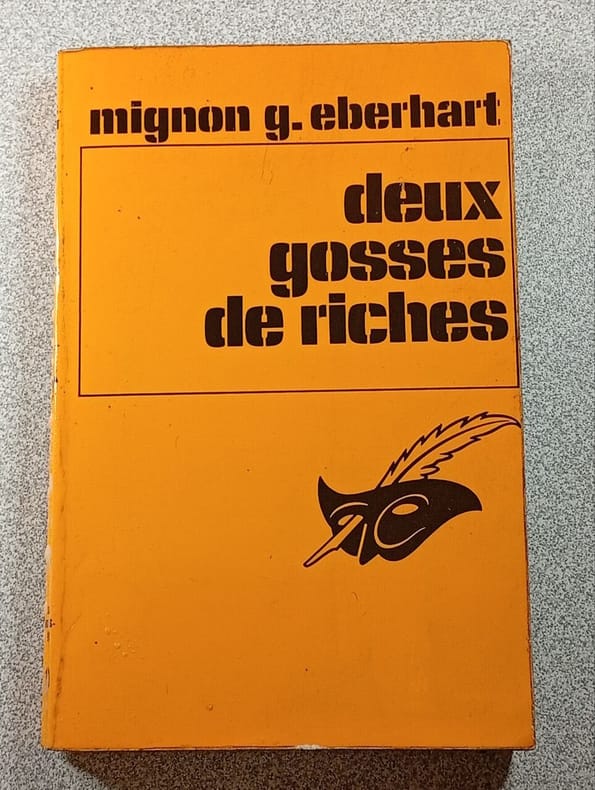 mignon g. eberhart
deux
gosses
de riches